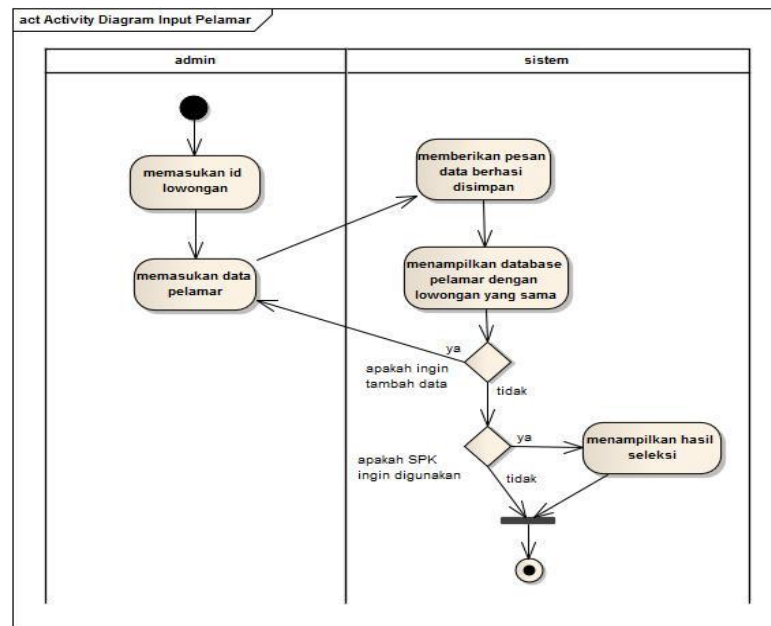 act Activity Diagram Input Pelamar
admin
sistem
memasukan id
lowongan
memasukan data
pelamar
memberikan pesan
data berhasi
disimpan
menampilkan database
pelamar dengan
lowongan yang sama
ya
apakah ingin
tambah data
tidak
apakah SPK
ingin digunakan
ya
tidak
menampilkan hasil
seleksi